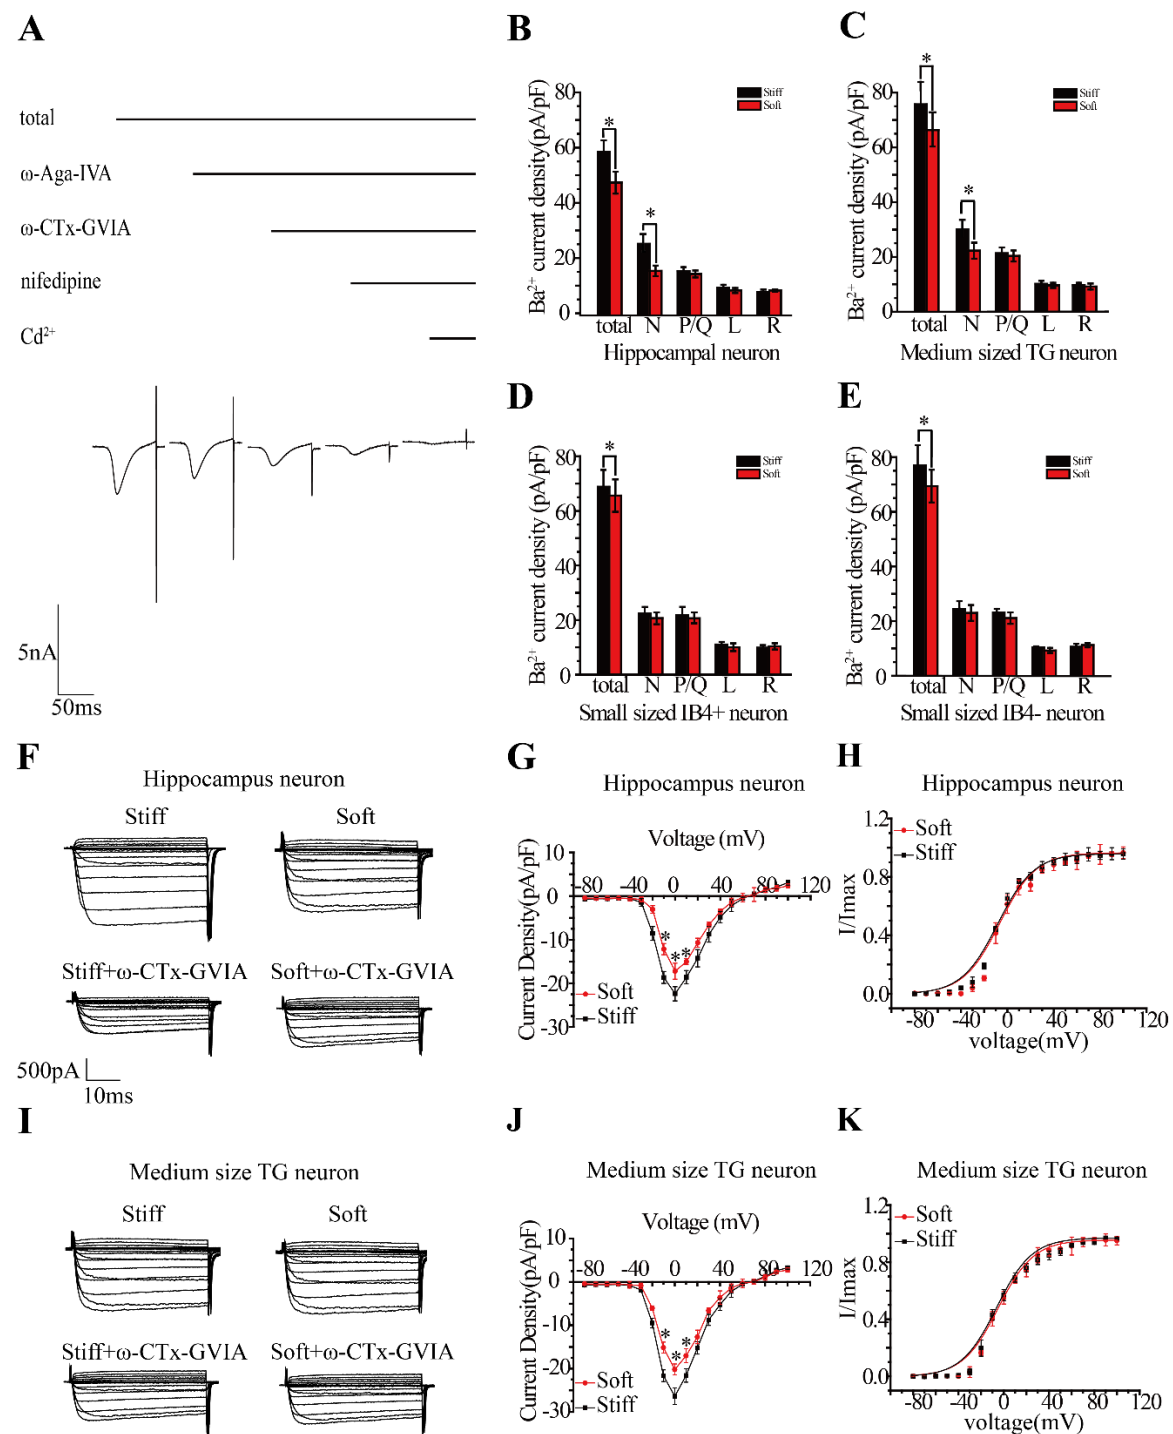 A
total
ω-Aga-IVA
ω-CTx-GVIA
nifedipine
Cd²⁺
5nA
50ms
B
Ba²⁺ current density(pA/pF)
80
60
40
20
0
*
*
Stiff
Soft
total N P/Q L R
Hippocampal neuron
C
Ba²⁺ current density (pA/pF)
80
60
40
20
0
*
*
Stiff
Soft
total N P/Q L R
Medium sized TG neuron
D
Ba²⁺ current density (pA/pF)
80
60
40
20
0
*
Stiff
Soft
total N P/Q L R
Small sized IB4+ neuron
E
Ba²⁺ current density (pA/pF)
80
60
40
20
0
*
Stiff
Soft
total N P/Q L R
Small sized IB4- neuron
F
Hippocampus neuron
Stiff Soft
Stiff+ω-CTx-GVIA Soft+ω-CTx-GVIA
500pA
10ms
G
Hippocampus neuron
Voltage (mV)
Current Density(pA/pF)
10
0
-10
-20
-30
-80 -40 0 40 80 120
* * *
Soft
Stiff
H
Hippocampus neuron
I/Imax
1.2
0.8
0.4
0.0
Soft
Stiff
-80 -40 0 40 80 120
voltage(mV)
I
Medium size TG neuron
Stiff Soft
Stiff+ω-CTx-GVIA Soft+ω-CTx-GVIA
J
Medium size TG neuron
Voltage (mV)
Current Density(pA/pF)
10
0
-10
-20
-30
-80 -40 0 40 80 120
* * *
Soft
Stiff
K
Medium size TG neuron
I/Imax
1.2
0.8
0.4
0.0
Soft
Stiff
-80 -40 0 40 80 120
voltage(mV)